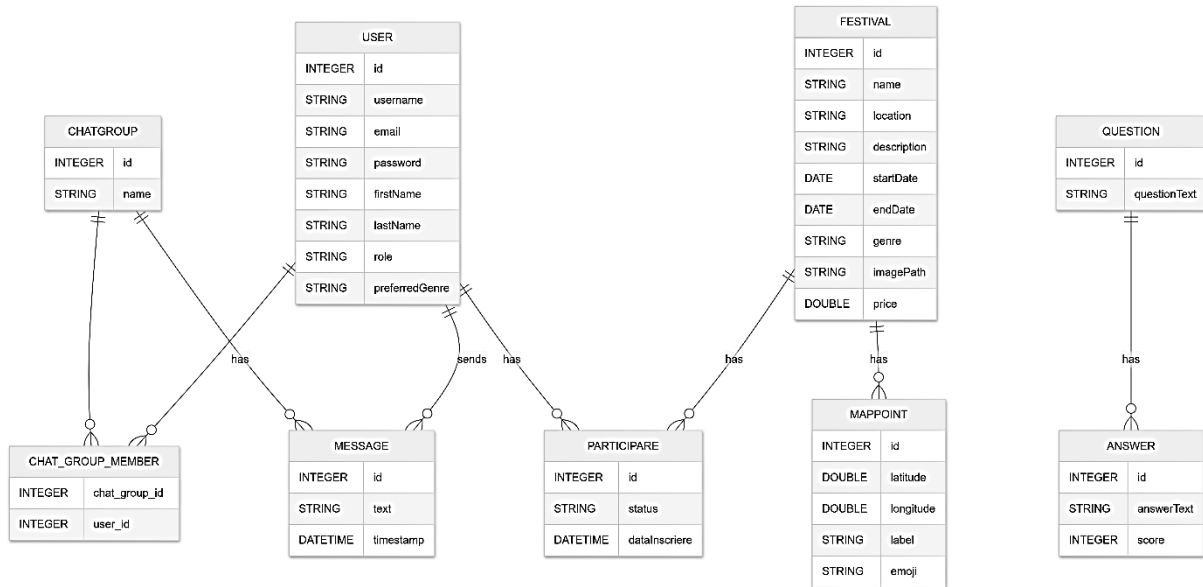 USER
INTEGER id
STRING username
STRING email
STRING password
STRING firstName
STRING lastName
STRING role
STRING preferredGenre
FESTIVAL
INTEGER id
STRING name
STRING location
STRING description
DATE startDate
DATE endDate
STRING genre
STRING imagePath
DOUBLE price
CHATGROUP
INTEGER id
STRING name
QUESTION
INTEGER id
STRING questionText
has
sends
has
has
has
has
CHAT_GROUP_MEMBER
INTEGER chat_group_id
INTEGER user_id
MESSAGE
INTEGER id
STRING text
DATETIME timestamp
PARTICIPARE
INTEGER id
STRING status
DATETIME dataInscriere
MAPPOINT
INTEGER id
DOUBLE latitude
DOUBLE longitude
STRING label
STRING emoji
ANSWER
INTEGER id
STRING answerText
INTEGER score